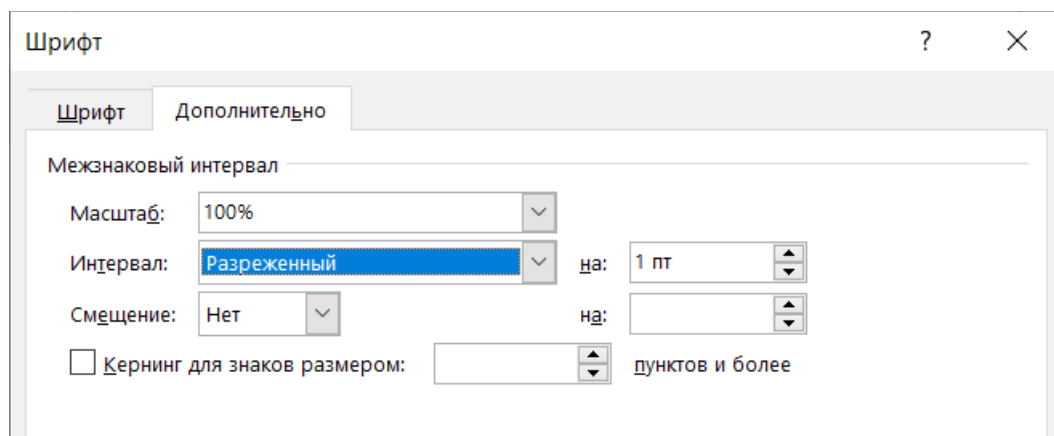 Шрифт ?
Шрифт Дополнительно
Межзнаковый интервал
Масштаб: 100%
Интервал: Разреженный на: 1 пт
Смещение: Нет на:
Кернинг для знаков размером: пунктов и более